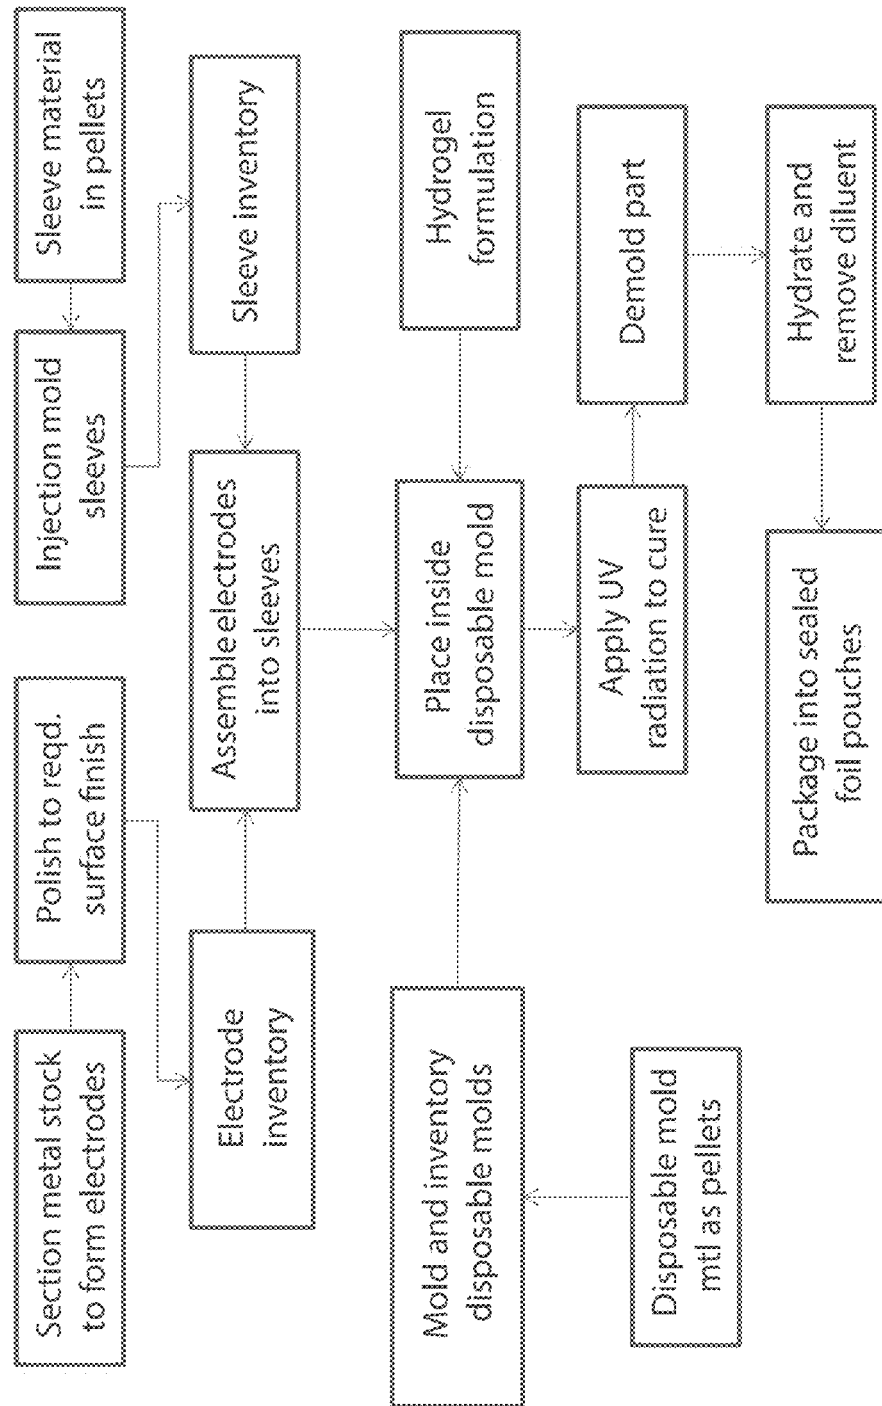 Section metal stock
to form electrodes
Polish to reqd.
surface finish
Injection mold
sleeves
Sleeve material
in pellets
Electrode
inventory
Assemble electrodes
into sleeves
Sleeve inventory
Mold and inventory
disposable molds
Place inside
disposable mold
Hydrogel
formulation
Disposable mold
mtl as pellets
Apply UV
radiation to cure
Demold part
Package into sealed
foil pouches
Hydrate and
remove diluent